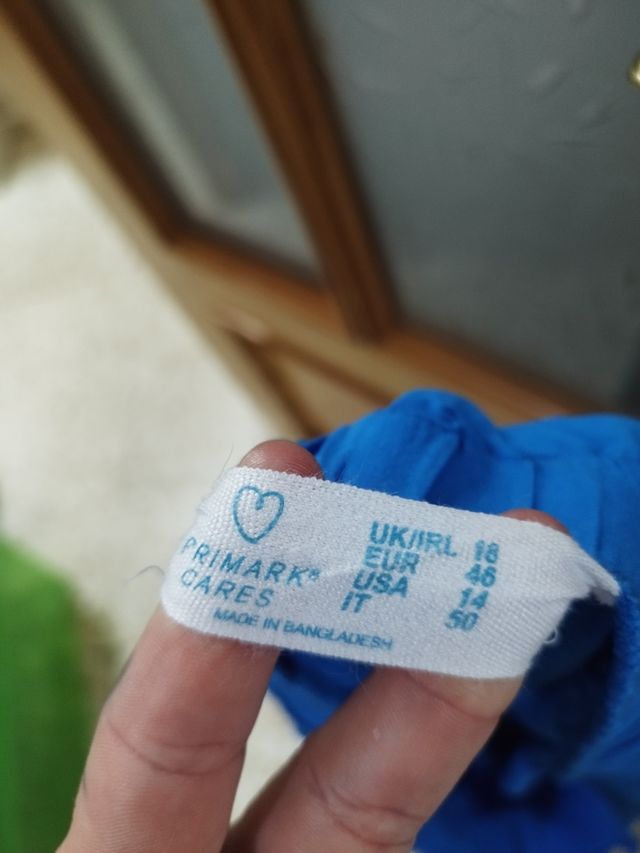 PRIMARK®
CARES
UK/IRL 18
EUR 46
USA 14
IT 50
MADE IN BANGLADESH